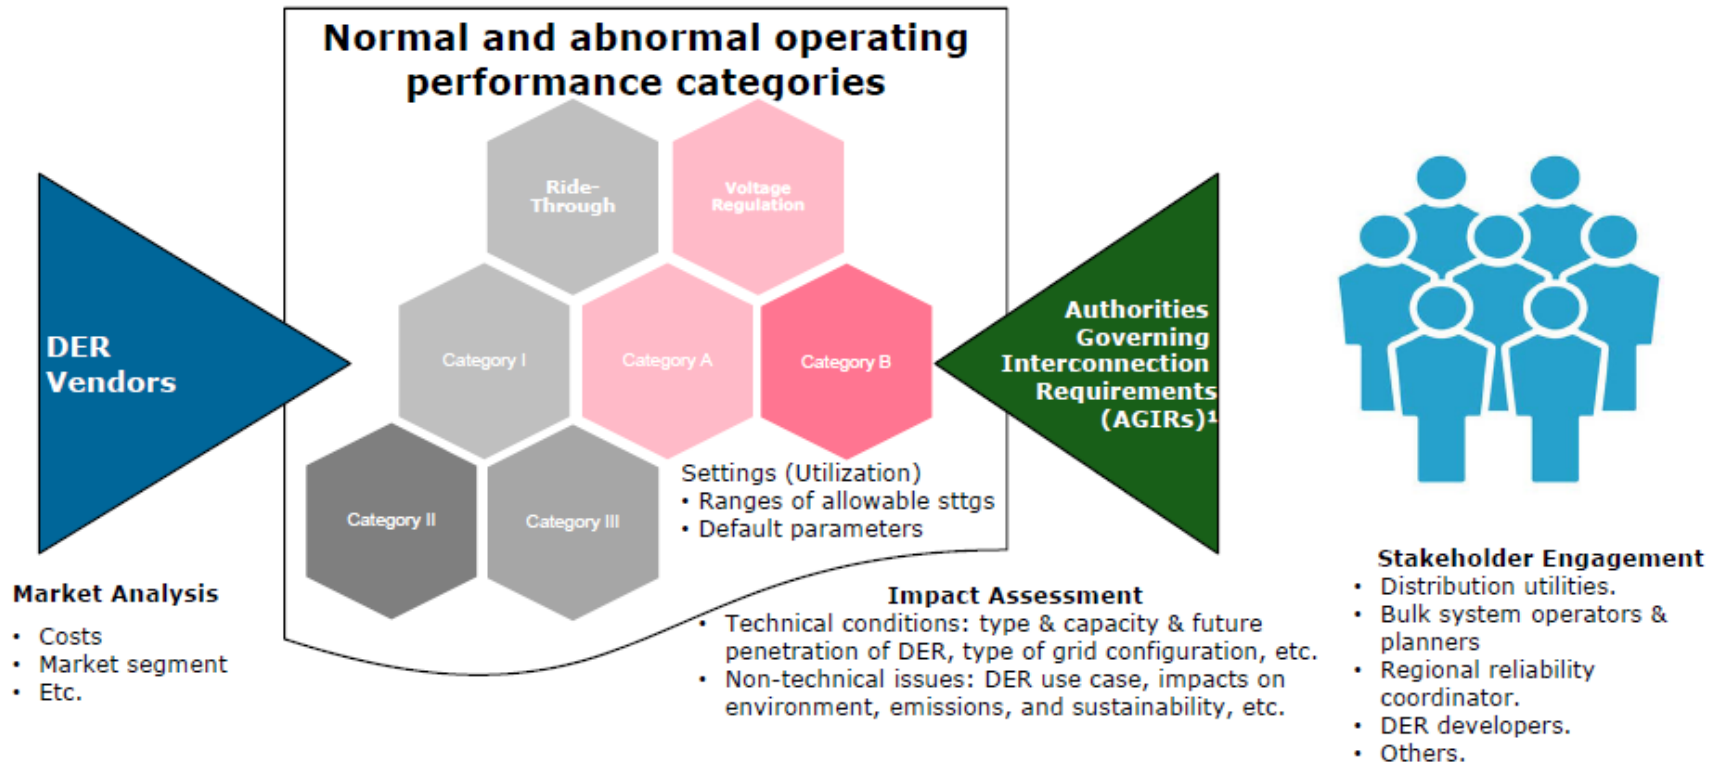 Normal and abnormal operating
performance categories
Ride-
Through
Voltage
Regulation
DER
Vendors
Category I
Category A
Category B
Authorities
Governing
Interconnection
Requirements
(AGIRs)¹
Category II
Category III
Settings (Utilization)
• Ranges of allowable sttgs
• Default parameters
Market Analysis
• Costs
• Market segment
• Etc.
Impact Assessment
• Technical conditions: type & capacity & future
penetration of DER, type of grid configuration, etc.
• Non-technical issues: DER use case, impacts on
environment, emissions, and sustainability, etc.
Stakeholder Engagement
• Distribution utilities.
• Bulk system operators &
planners
• Regional reliability
coordinator.
• DER developers.
• Others.